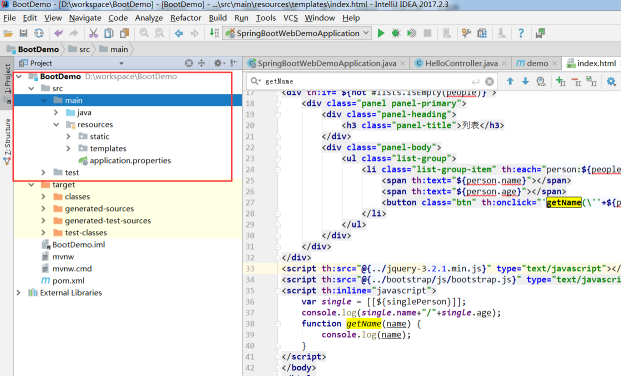 BootDemo - [D:\workspace\BootDemo] - [BootDemo] - ...\src\main\resources\templates\index.html - IntelliJ IDEA 2017.2.3
File Edit View Navigate Code Analyze Refactor Build Run Tools VCS Window Help
SpringBootWebDemoApplication
BootDemo src main
Project
SpringBootWebDemoApplication.java HelloController.java demo index.html
1: Project
Z: Structure
BootDemo D:\workspace\BootDemo
src
main
java
resources
static
templates
application.properties
test
target
classes
generated-sources
generated-test-sources
test-classes
BootDemo.iml
mvnw
mvnw.cmd
pom.xml
External Libraries
getName
17 <div th:if="${not #lists.isEmpty(people)}">
18 <div class="panel panel-primary">
19 <div class="panel-heading">
20 <h3 class="panel-title">列表</h3>
21 </div>
22 <div class="panel-body">
23 <ul class="list-group">
24 <li class="list-group-item" th:each="person:${people
25 <span th:text="${person.name}"></span>
26 <span th:text="${person.age}"></span>
27 <button class="btn" th:onclick="'getName(\''+${p
28 </li>
29 </ul>
30 </div>
31 </div>
32 </div>
33 <script th:src="@{../jquery-3.2.1.min.js}" type="text/javascript"></
34 <script th:src="@{../bootstrap/js/bootstrap.js}" type="text/javascri
35 <script th:inline="javascript">
36 var single = [[${singlePerson}]];
37 console.log(single.name+"/"+single.age);
38 function getName(name) {
39 console.log(name);
40 }
41 </script>
42 </body>